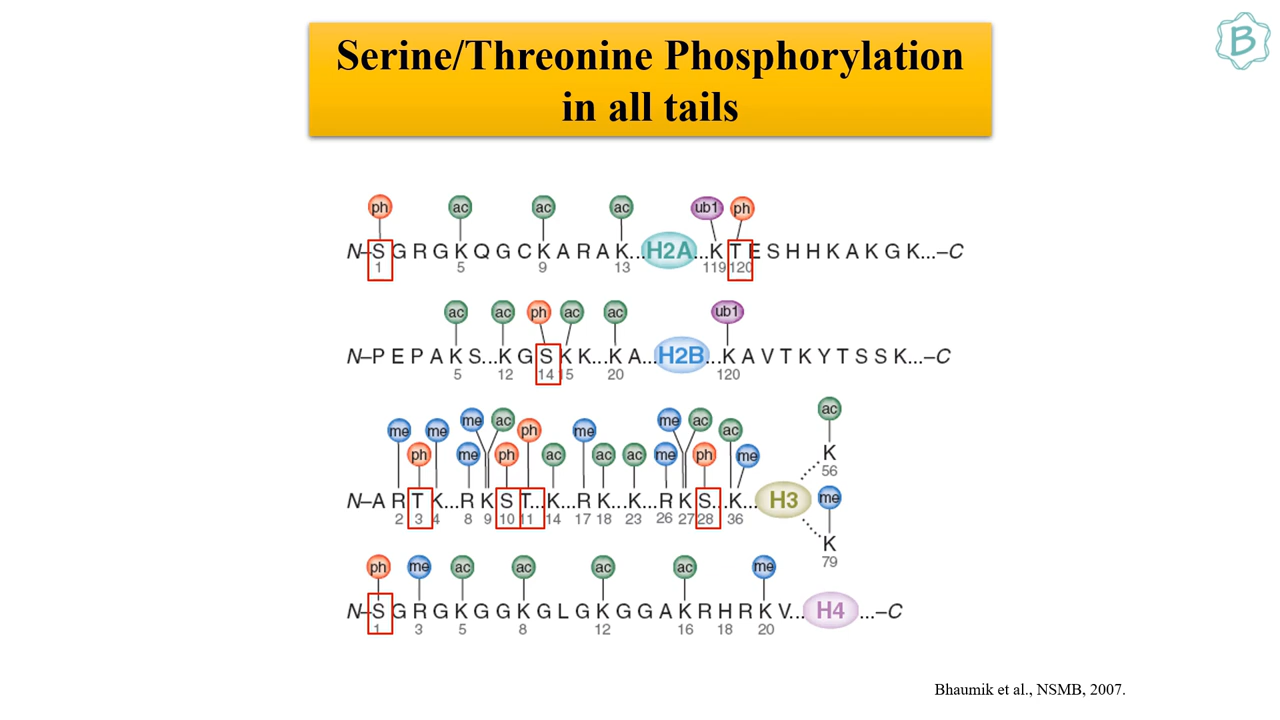 Serine/Threonine Phosphorylation
in all tails
B
ph ac ac ac ub1 ph
N–S G R G K Q G C K A R A K... H2A ...K T E S H H K A K G K...–C
1 5 9 13 119 120
ac ac ph ac ac ub1
N–P E P A K S...K G S K K...K A... H2B ...K A V T K Y T S S K...–C
5 12 14 15 20 120
ac
me ac me ac
me me ph me ac
ph me ph ac ac ac me ph me
K
56
N–A R T K...R K S T...K...R K...K...R K S...K... H3 me
2 3 4 8 9 10 11 14 17 18 23 26 27 28 36
K
79
ph me ac ac ac ac me
N–S G R G K G G K G L G K G G A K R H R K V... H4 ...–C
1 3 5 8 12 16 18 20
Bhaumik et al., NSMB, 2007.